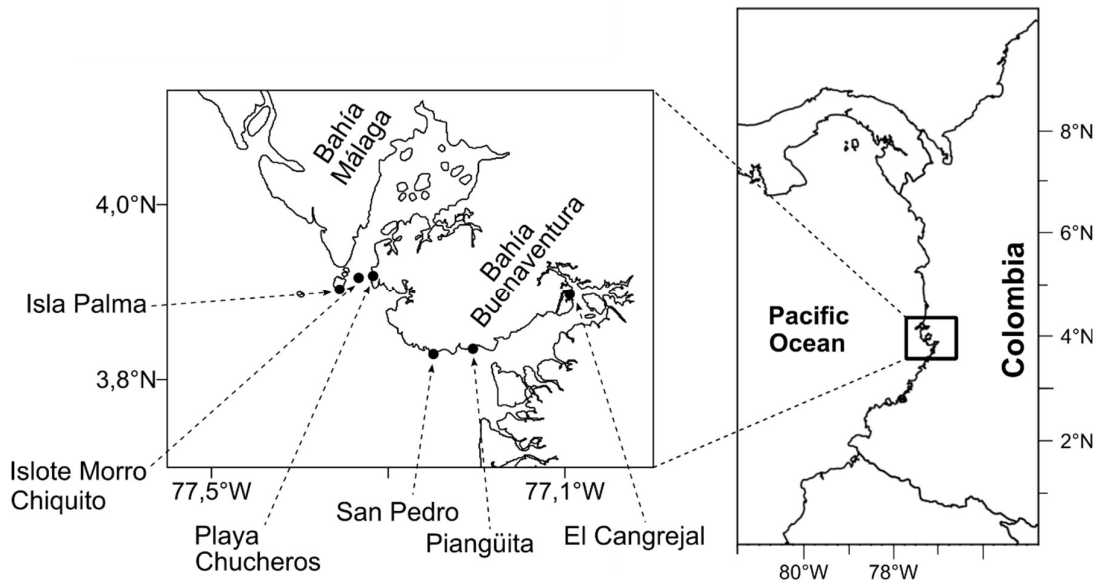 Bahía
Málaga
Bahía
Buenaventura
4,0°N
3,8°N
77,5°W
77,1°W
Isla Palma
Islote Morro
Chiquito
Playa
Chucheros
San Pedro
Piangüita
El Cangrejal
Pacific
Ocean
Colombia
8°N
6°N
4°N
2°N
80°W
78°W